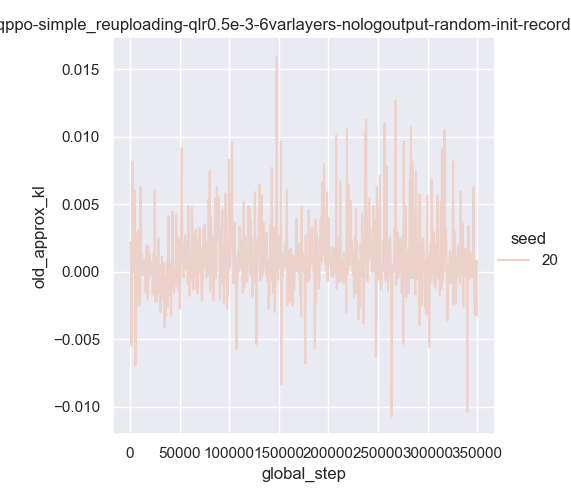 qppo-simple_reuploading-qlr0.5e-3-6varlayers-nologoutput-random-init-record
0.015
0.010
0.005
0.000
−0.005
−0.010
old_approx_kl
0 50000 100000 150000 200000 250000 300000 350000
global_step
seed
20